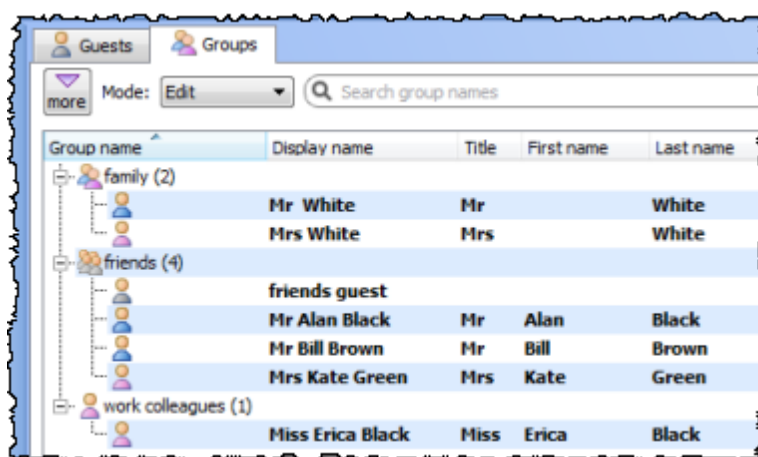 Guests Groups
more Mode: Edit Search group names
Group name Display name Title First name Last name
family (2)
Mr White Mr White
Mrs White Mrs White
friends (4)
friends guest
Mr Alan Black Mr Alan Black
Mr Bill Brown Mr Bill Brown
Mrs Kate Green Mrs Kate Green
work colleagues (1)
Miss Erica Black Miss Erica Black